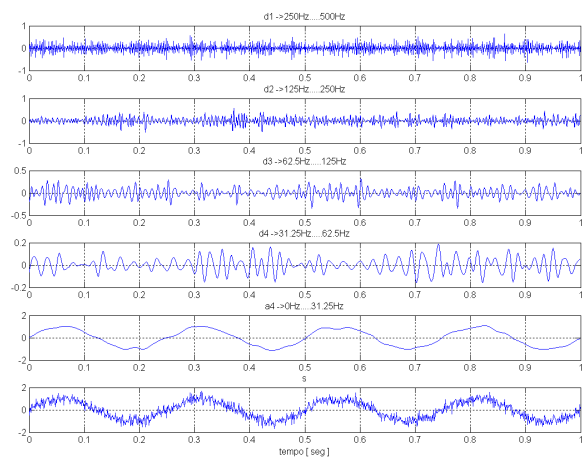 d1 ->250Hz.....500Hz
1
0
-1
0 0.1 0.2 0.3 0.4 0.5 0.6 0.7 0.8 0.9 1
d2 ->125Hz.....250Hz
1
0
-1
0 0.1 0.2 0.3 0.4 0.5 0.6 0.7 0.8 0.9 1
d3 ->62.5Hz.....125Hz
0.5
0
-0.5
0 0.1 0.2 0.3 0.4 0.5 0.6 0.7 0.8 0.9 1
d4 ->31.25Hz.....62.5Hz
0.2
0
-0.2
0 0.1 0.2 0.3 0.4 0.5 0.6 0.7 0.8 0.9 1
a4 ->0Hz.....31.25Hz
2
0
-2
0 0.1 0.2 0.3 0.4 0.5 0.6 0.7 0.8 0.9 1
s
2
0
-2
0 0.1 0.2 0.3 0.4 0.5 0.6 0.7 0.8 0.9 1
tempo [ seg ]